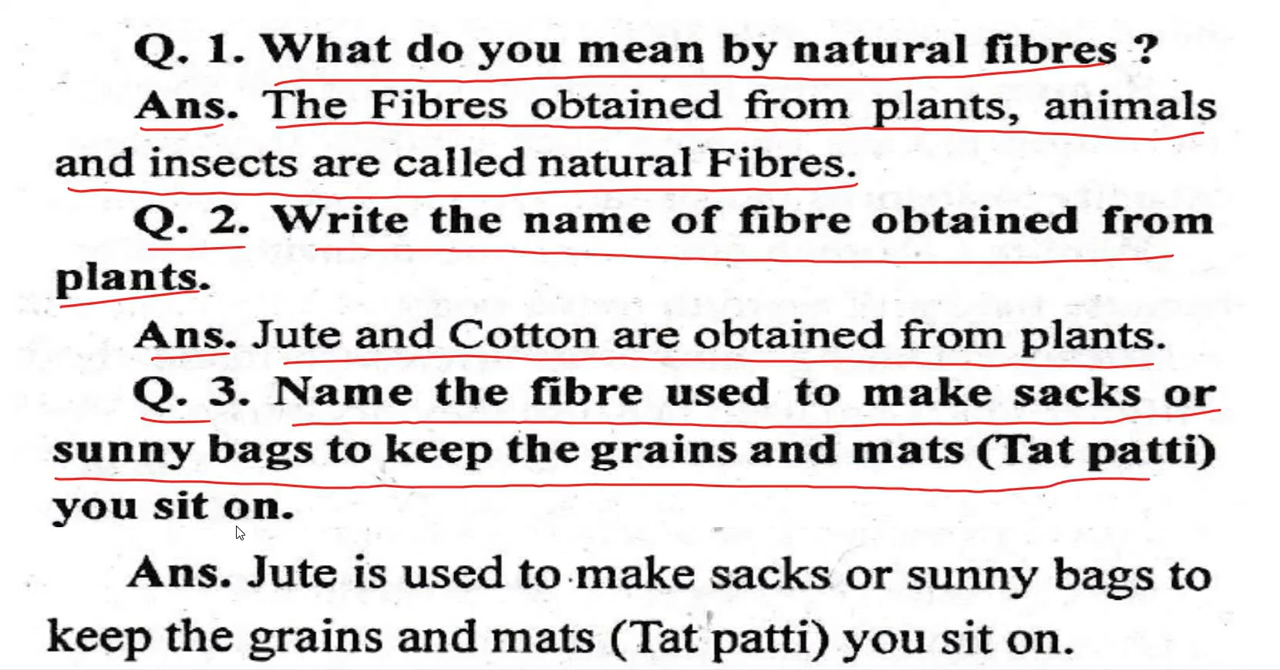 Q. 1. What do you mean by natural fibres ?
Ans. The Fibres obtained from plants, animals
and insects are called natural Fibres.
Q. 2. Write the name of fibre obtained from
plants.
Ans. Jute and Cotton are obtained from plants.
Q. 3. Name the fibre used to make sacks or
sunny bags to keep the grains and mats (Tat patti)
you sit on.
Ans. Jute is used to make sacks or sunny bags to
keep the grains and mats (Tat patti) you sit on.